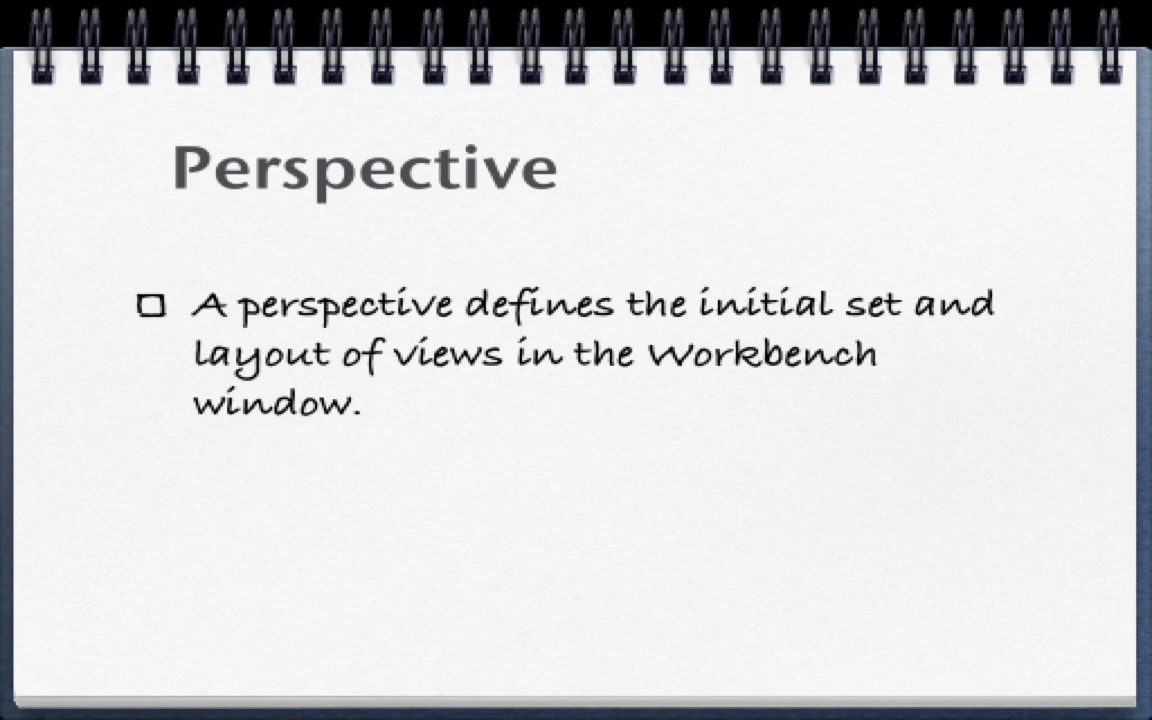 Perspective
A perspective defines the initial set and
layout of views in the Workbench
window.